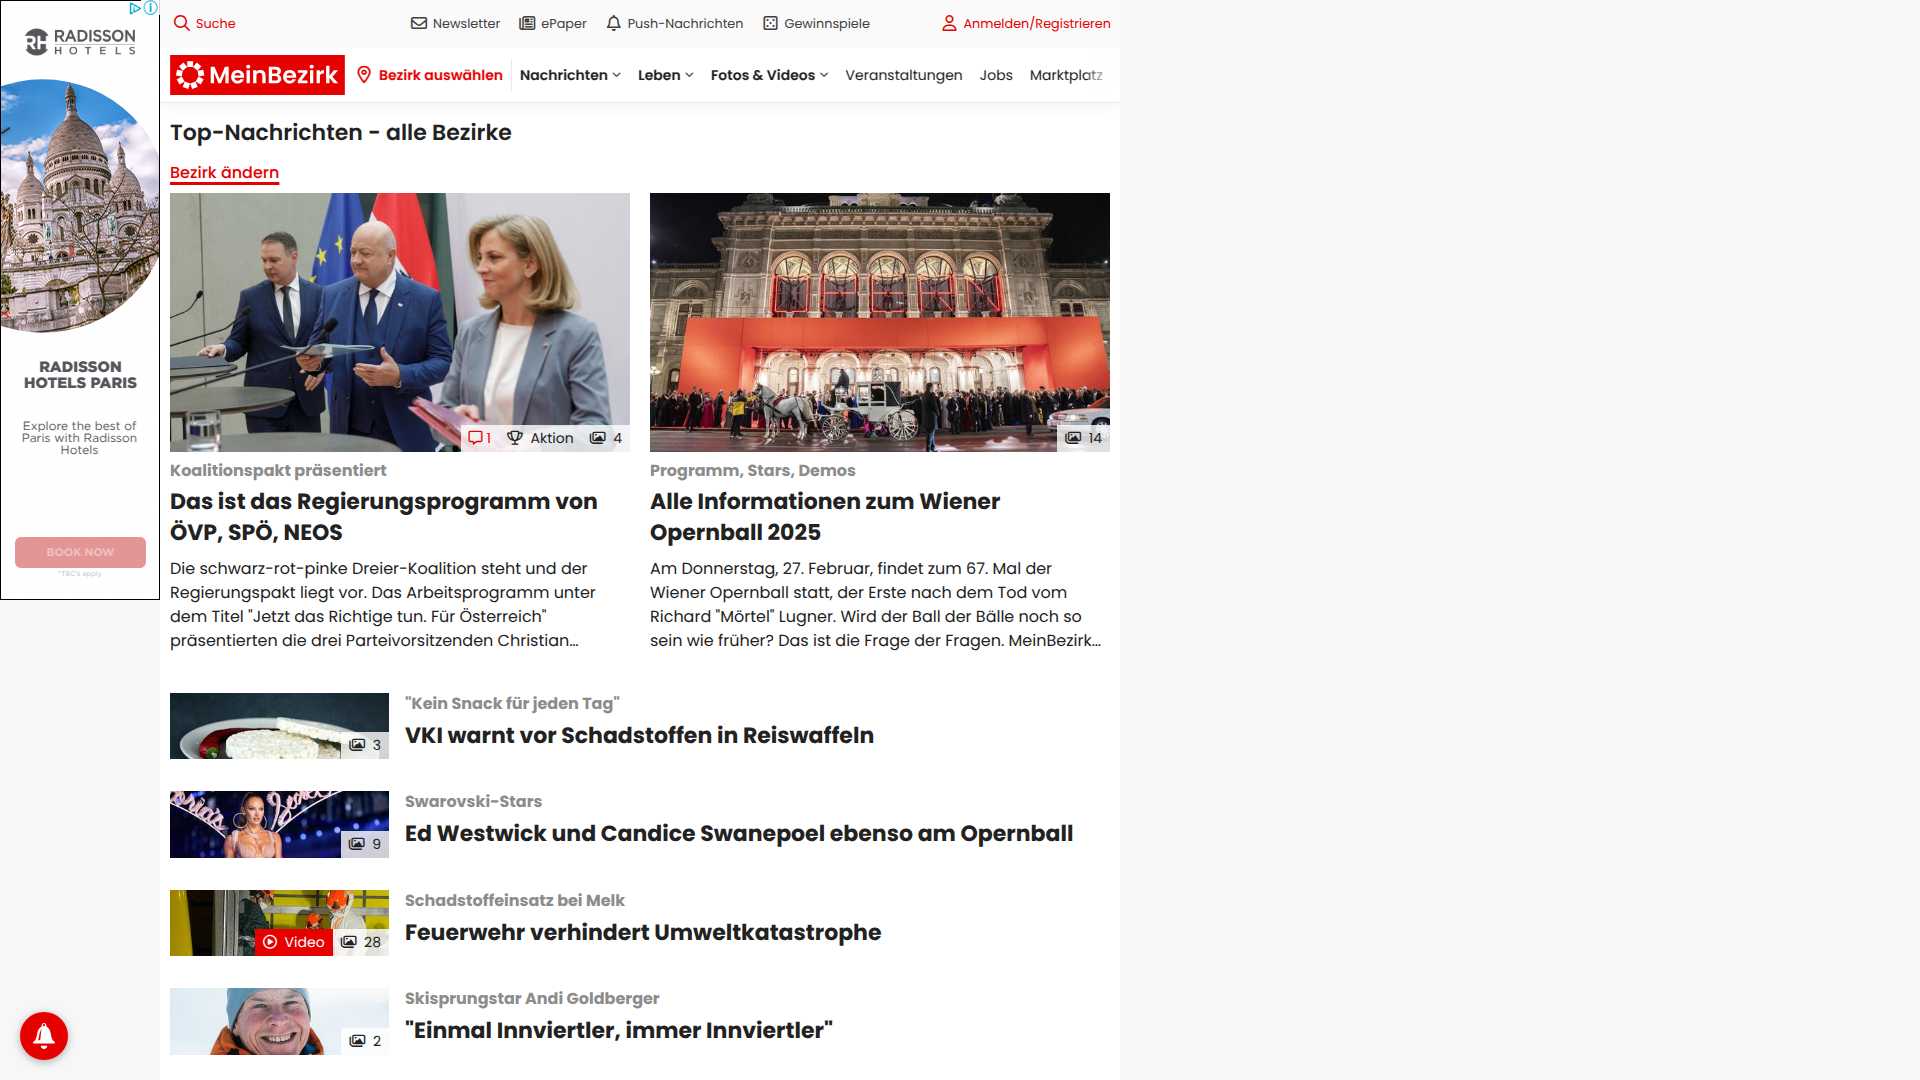 RADISSON
HOTELS
RADISSON
HOTELS PARIS
Explore the best of
Paris with Radisson
Hotels
BOOK NOW
*T&C's apply
Suche
Newsletter
ePaper
Push-Nachrichten
Gewinnspiele
Anmelden/Registrieren
MeinBezirk
Bezirk auswählen
Nachrichten
Leben
Fotos & Videos
Veranstaltungen
Jobs
Marktplatz
Top-Nachrichten - alle Bezirke
Bezirk ändern
1
Aktion
4
Koalitionspakt präsentiert
Das ist das Regierungsprogramm von
ÖVP, SPÖ, NEOS
Die schwarz-rot-pinke Dreier-Koalition steht und der
Regierungspakt liegt vor. Das Arbeitsprogramm unter
dem Titel "Jetzt das Richtige tun. Für Österreich"
präsentierten die drei Parteivorsitzenden Christian...
14
Programm, Stars, Demos
Alle Informationen zum Wiener
Opernball 2025
Am Donnerstag, 27. Februar, findet zum 67. Mal der
Wiener Opernball statt, der Erste nach dem Tod vom
Richard "Mörtel" Lugner. Wird der Ball der Bälle noch so
sein wie früher? Das ist die Frage der Fragen. MeinBezirk...
3
"Kein Snack für jeden Tag"
VKI warnt vor Schadstoffen in Reiswaffeln
9
Swarovski-Stars
Ed Westwick und Candice Swanepoel ebenso am Opernball
Video
28
Schadstoffeinsatz bei Melk
Feuerwehr verhindert Umweltkatastrophe
2
Skisprungstar Andi Goldberger
"Einmal Innviertler, immer Innviertler"